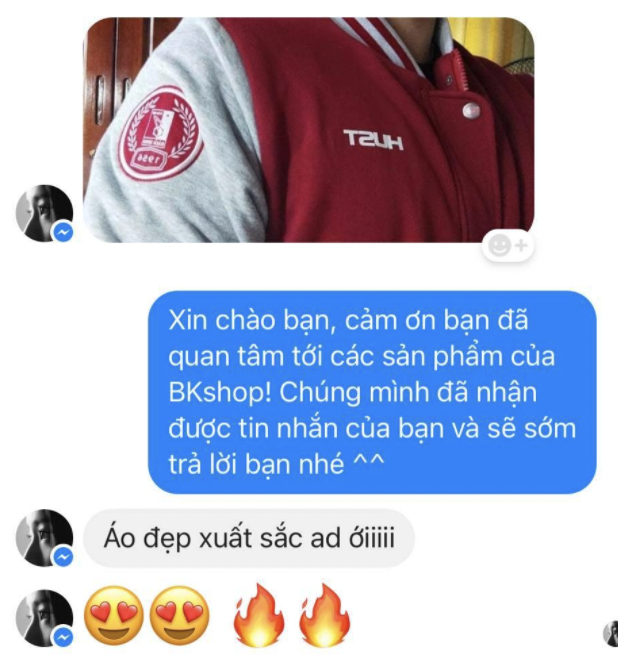 HUST
1956
Xin chào bạn, cảm ơn bạn đã
quan tâm tới các sản phẩm của
BKshop! Chúng mình đã nhận
được tin nhắn của bạn và sẽ sớm
trả lời bạn nhé ^^
Áo đẹp xuất sắc ad ớiiiii
😍😍 🔥🔥